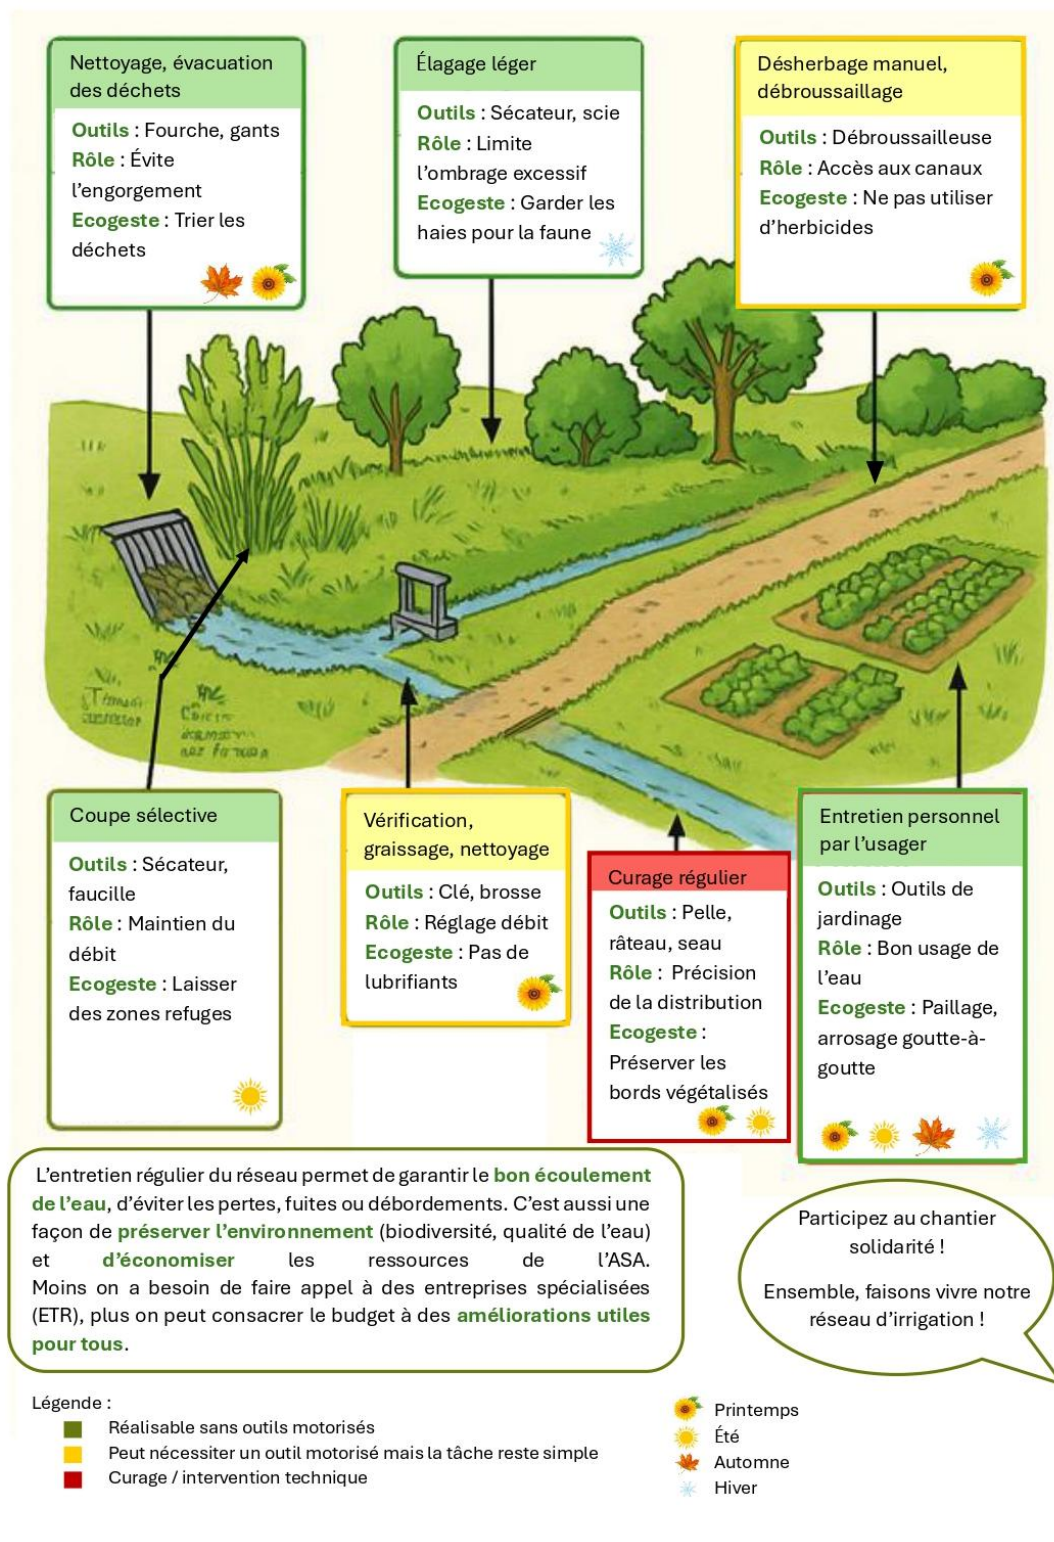 Nettoyage, évacuation
des déchets
Outils : Fourche, gants
Rôle : Évite
l'engorgement
Ecogeste : Trier les
déchets
Élagage léger
Outils : Sécateur, scie
Rôle : Limite
l'ombrage excessif
Ecogeste : Garder les
haies pour la faune
Désherbage manuel,
débroussaillage
Outils : Débroussailleuse
Rôle : Accès aux canaux
Ecogeste : Ne pas utiliser
d'herbicides
Coupe sélective
Outils : Sécateur,
faucille
Rôle : Maintien du
débit
Ecogeste : Laisser
des zones refuges
Vérification,
graissage, nettoyage
Outils : Clé, brosse
Rôle : Réglage débit
Ecogeste : Pas de
lubrifiants
Curage régulier
Outils : Pelle,
râteau, seau
Rôle : Précision
de la distribution
Ecogeste :
Préserver les
bords végétalisés
Entretien personnel
par l'usager
Outils : Outils de
jardinage
Rôle : Bon usage de
l'eau
Ecogeste : Paillage,
arrosage goutte-à-
goutte
L'entretien régulier du réseau permet de garantir le bon écoulement
de l'eau, d'éviter les pertes, fuites ou débordements. C'est aussi une
façon de préserver l'environnement (biodiversité, qualité de l'eau)
et d'économiser les ressources de l'ASA.
Moins on a besoin de faire appel à des entreprises spécialisées
(ETR), plus on peut consacrer le budget à des améliorations utiles
pour tous.
Participez au chantier
solidarité !
Ensemble, faisons vivre notre
réseau d'irrigation !
Légende :
Réalisable sans outils motorisés
Peut nécessiter un outil motorisé mais la tâche reste simple
Curage / intervention technique
Printemps
Été
Automne
Hiver